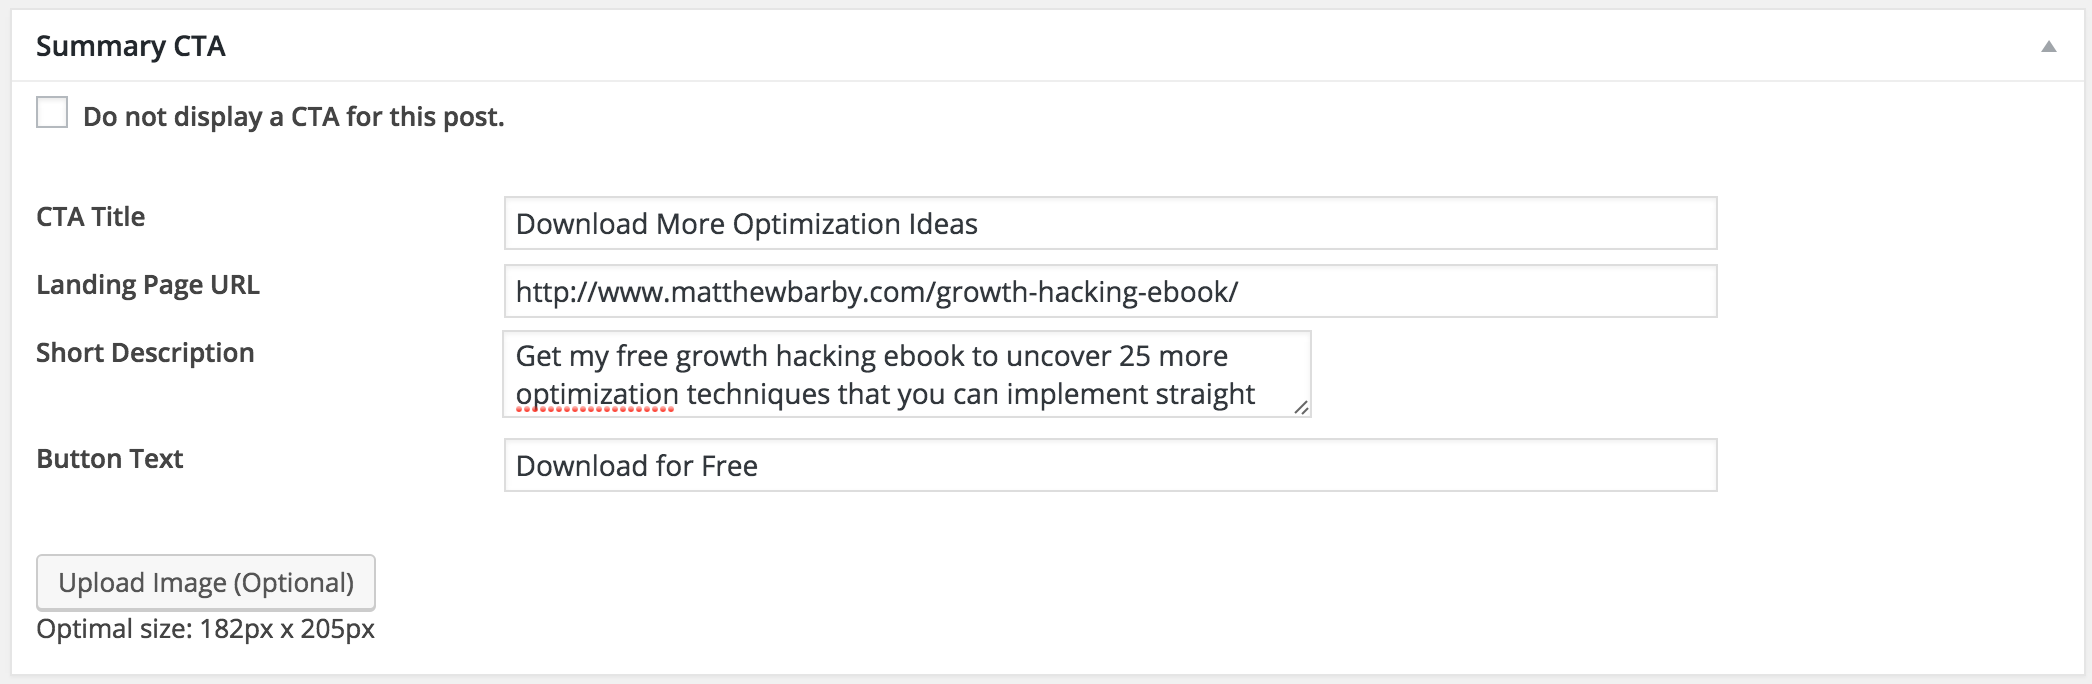 Summary CTA
Do not display a CTA for this post.
CTA Title
Download More Optimization Ideas
Landing Page URL
http://www.matthewbarby.com/growth-hacking-ebook/
Short Description
Get my free growth hacking ebook to uncover 25 more
optimization techniques that you can implement straight
Button Text
Download for Free
Upload Image (Optional)
Optimal size: 182px x 205px